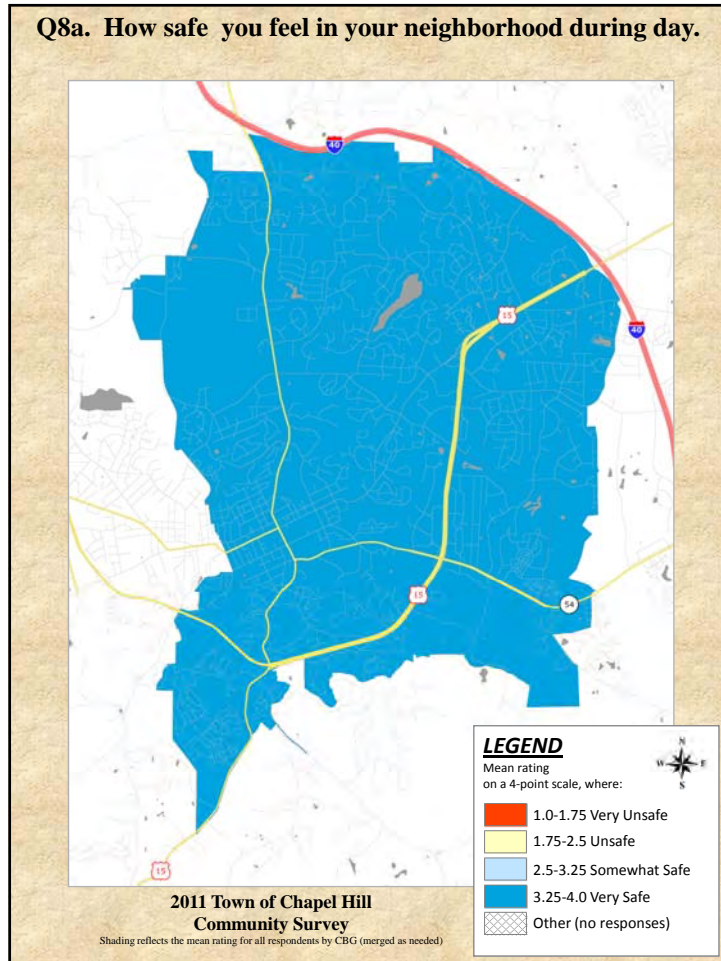 Q8a. How safe you feel in your neighborhood during day.
40
15
40
15
54
15
LEGEND
Mean rating
on a 4-point scale, where:
N
W E
S
1.0-1.75 Very Unsafe
1.75-2.5 Unsafe
2.5-3.25 Somewhat Safe
3.25-4.0 Very Safe
Other (no responses)
2011 Town of Chapel Hill
Community Survey
Shading reflects the mean rating for all respondents by CBG (merged as needed)